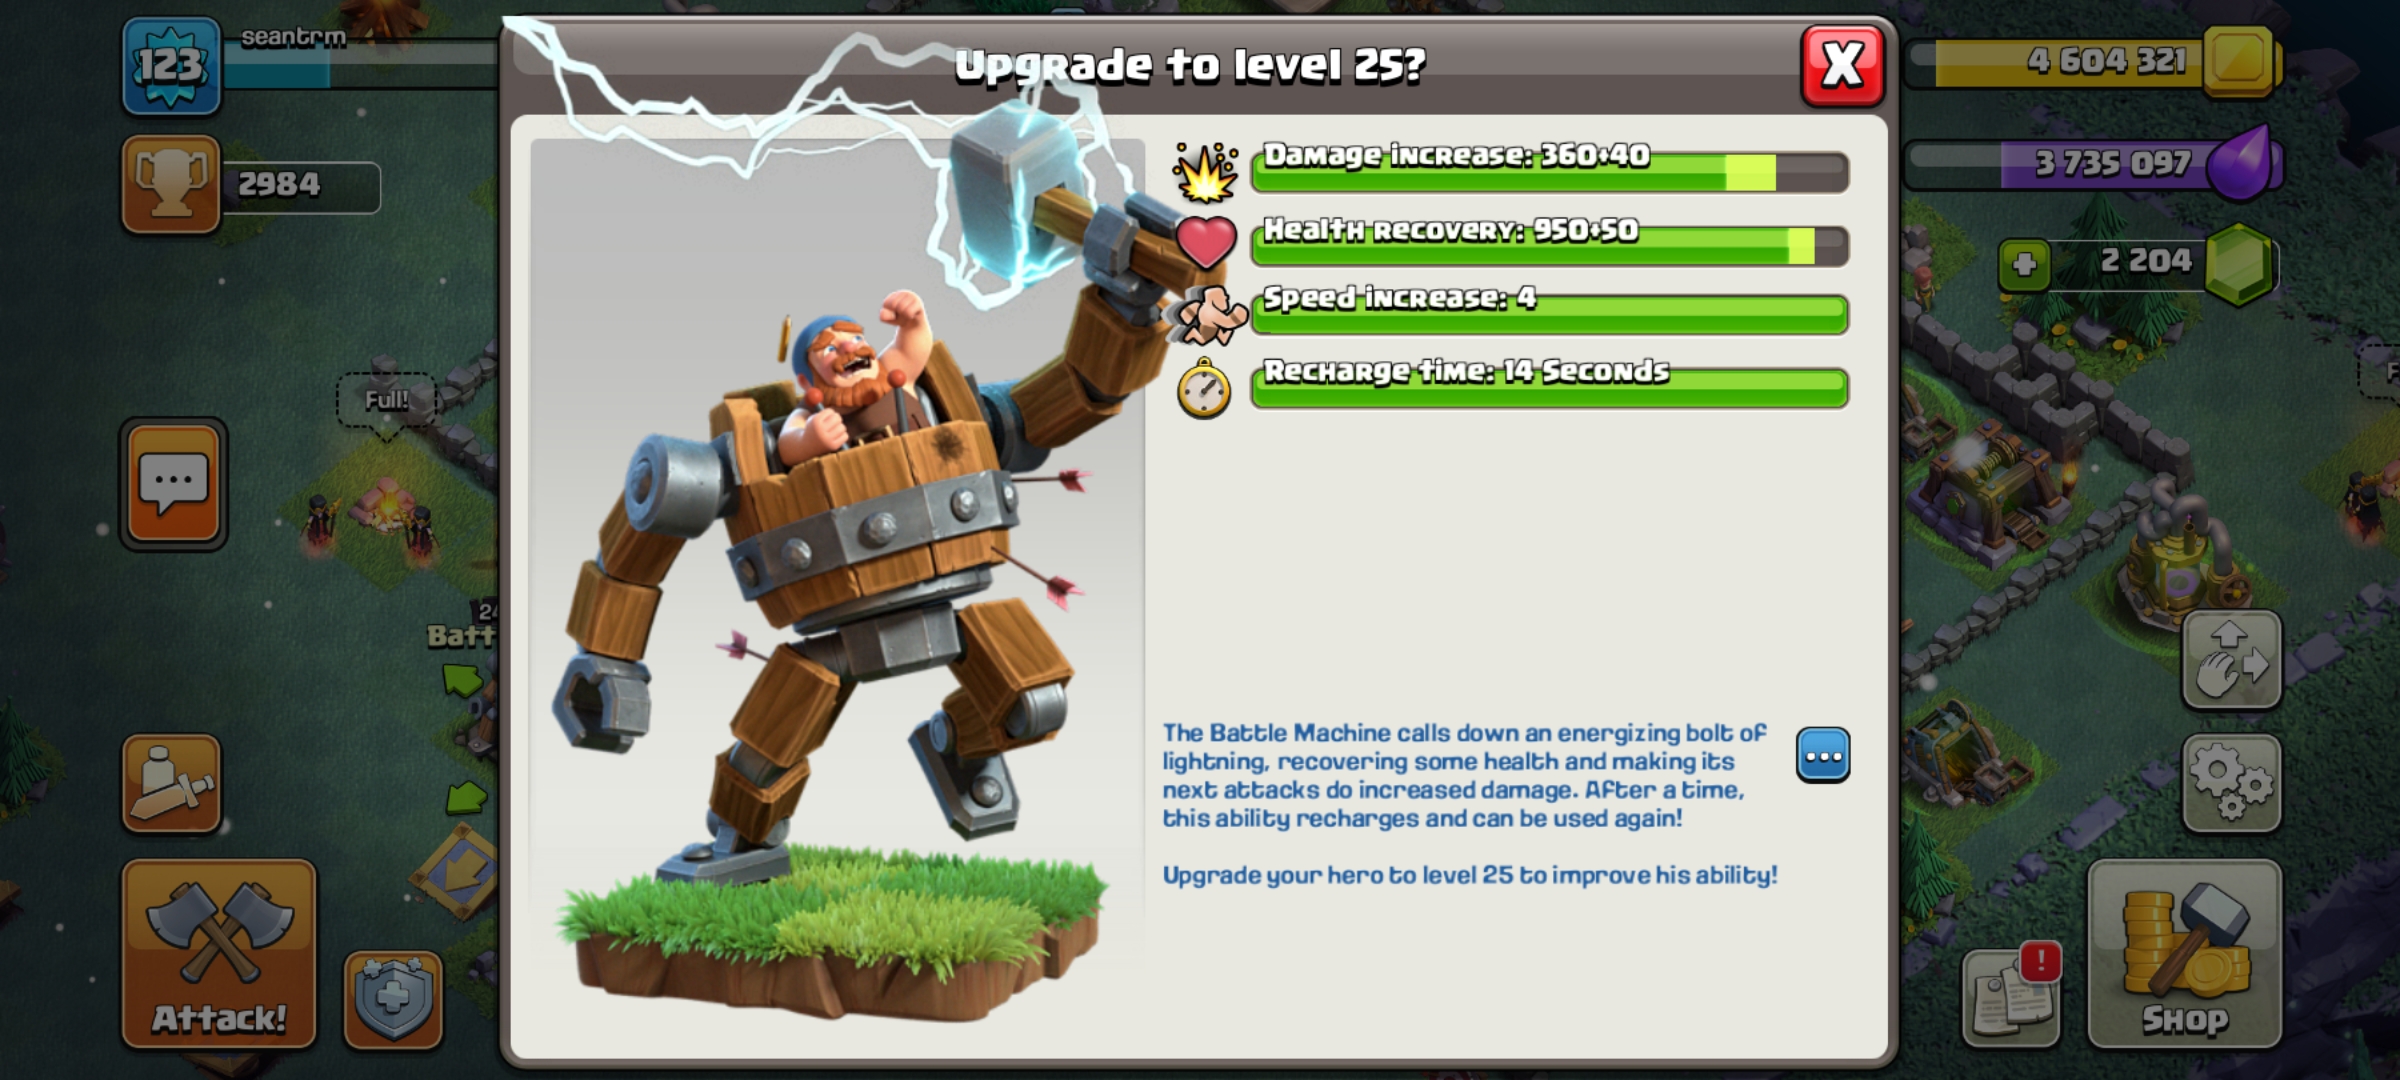 123
seantrm
Upgrade to level 25?
X
4 604 321
2984
Damage increase: 360+40
3 735 097
Health recovery: 950+50
2 204
Speed increase: 4
Recharge time: 14 Seconds
Full!
The Battle Machine calls down an energizing bolt of
lightning, recovering some health and making its
next attacks do increased damage. After a time,
this ability recharges and can be used again!
Upgrade your hero to level 25 to improve his ability!
Attack!
!
Shop